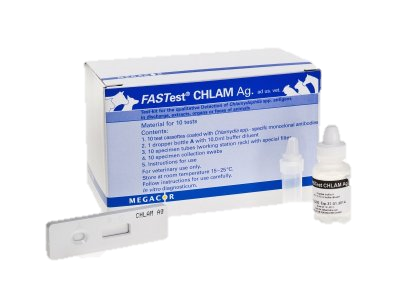 FASTest® CHLAM Ag. ad us. vet.
Test kit for the qualitative Detection of Chlamydophila spp. antigens
in discharge, extracts, organs or feces of animals
Material for 10 tests
Contents:
1. 10 test cassettes coated with Chlamydia spp.- specific monoclonal antibodies
2. 1 dropper bottle A with 10.0ml buffer diluent
3. 10 specimen tubes (working station rack) with special filter
4. 10 specimen collection swabs
5. Instructions for use
For veterinary use only.
Store at room temperature 15–25°C.
Follow instructions for use carefully.
In vitro diagnosticum.
MEGACOR
FASTest CHLAM Ag.
CHLAM AG